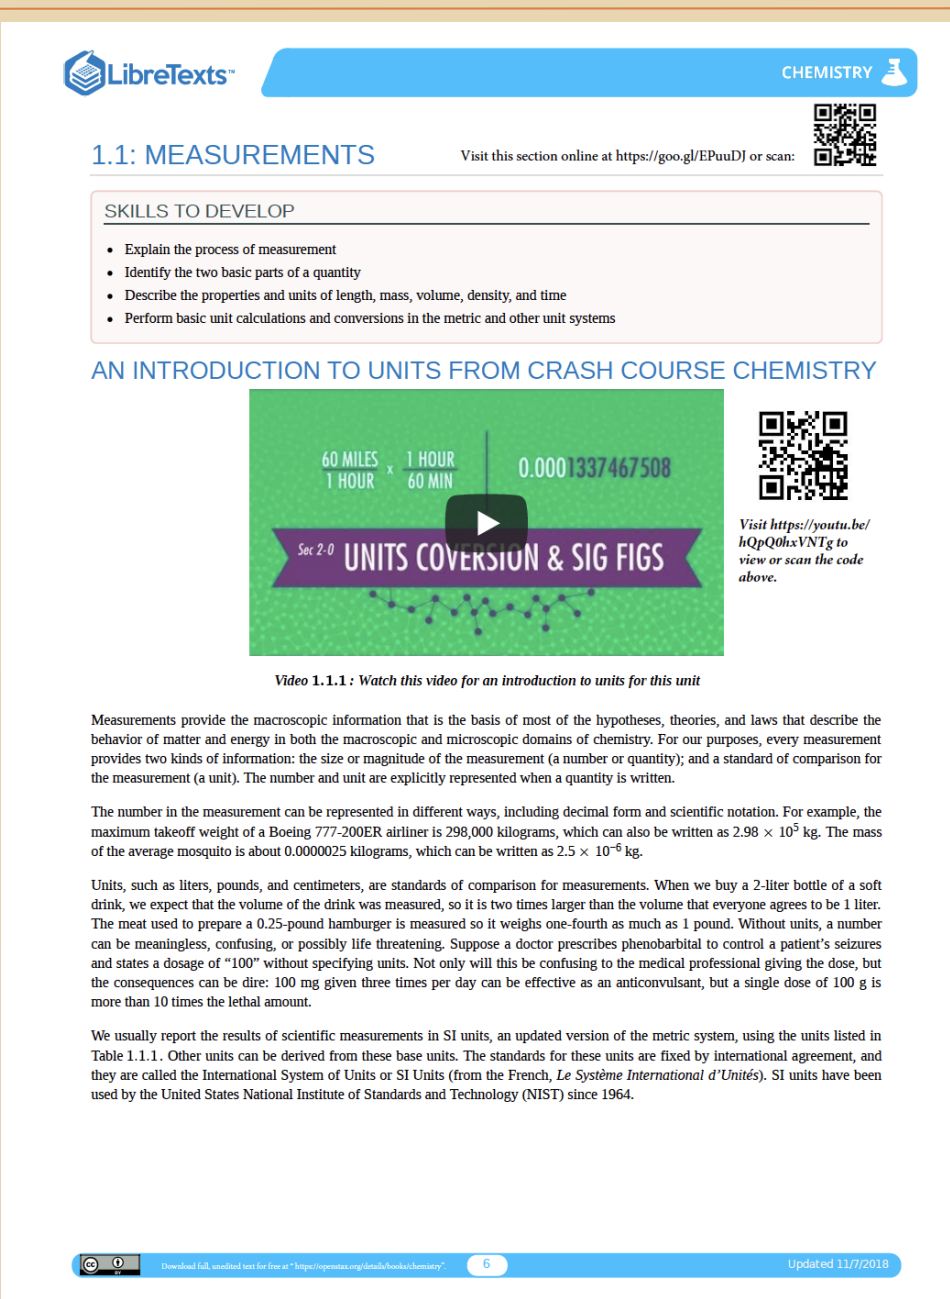 LibreTexts™
CHEMISTRY
1.1: MEASUREMENTS
Visit this section online at https://goo.gl/EPuuDJ or scan:
SKILLS TO DEVELOP
• Explain the process of measurement
• Identify the two basic parts of a quantity
• Describe the properties and units of length, mass, volume, density, and time
• Perform basic unit calculations and conversions in the metric and other unit systems
AN INTRODUCTION TO UNITS FROM CRASH COURSE CHEMISTRY
60 MILES x 1 HOUR
1 HOUR 60 MIN
0.0001337467508
Sec 2-0 UNITS COVERSION & SIG FIGS
Visit https://youtu.be/
hQpQ0hxVNTg to
view or scan the code
above.
Video 1.1.1 : Watch this video for an introduction to units for this unit
Measurements provide the macroscopic information that is the basis of most of the hypotheses, theories, and laws that describe the
behavior of matter and energy in both the macroscopic and microscopic domains of chemistry. For our purposes, every measurement
provides two kinds of information: the size or magnitude of the measurement (a number or quantity); and a standard of comparison for
the measurement (a unit). The number and unit are explicitly represented when a quantity is written.
The number in the measurement can be represented in different ways, including decimal form and scientific notation. For example, the
maximum takeoff weight of a Boeing 777-200ER airliner is 298,000 kilograms, which can also be written as 2.98 × 10⁵ kg. The mass
of the average mosquito is about 0.0000025 kilograms, which can be written as 2.5 × 10⁻⁶ kg.
Units, such as liters, pounds, and centimeters, are standards of comparison for measurements. When we buy a 2-liter bottle of a soft
drink, we expect that the volume of the drink was measured, so it is two times larger than the volume that everyone agrees to be 1 liter.
The meat used to prepare a 0.25-pound hamburger is measured so it weighs one-fourth as much as 1 pound. Without units, a number
can be meaningless, confusing, or possibly life threatening. Suppose a doctor prescribes phenobarbital to control a patient's seizures
and states a dosage of “100” without specifying units. Not only will this be confusing to the medical professional giving the dose, but
the consequences can be dire: 100 mg given three times per day can be effective as an anticonvulsant, but a single dose of 100 g is
more than 10 times the lethal amount.
We usually report the results of scientific measurements in SI units, an updated version of the metric system, using the units listed in
Table 1.1.1. Other units can be derived from these base units. The standards for these units are fixed by international agreement, and
they are called the International System of Units or SI Units (from the French, Le Système International d'Unités). SI units have been
used by the United States National Institute of Standards and Technology (NIST) since 1964.
cc BY
Download full, unedited text for free at “ https://openstax.org/details/books/chemistry”.
6
Updated 11/7/2018